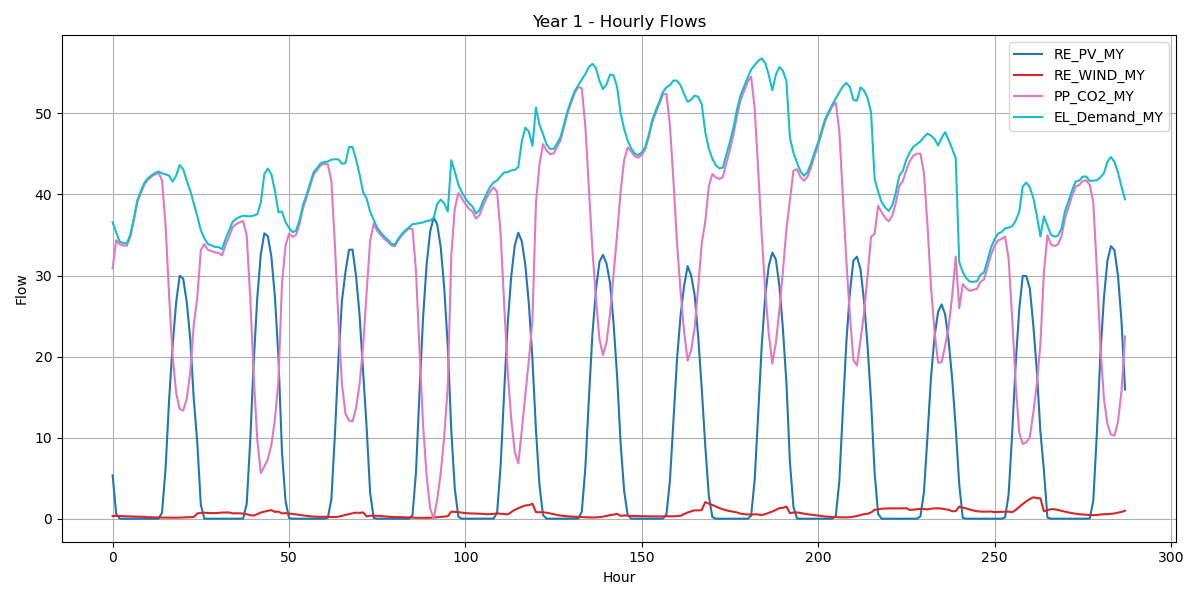 Year 1 - Hourly Flows
RE_PV_MY
RE_WIND_MY
PP_CO2_MY
EL_Demand_MY
Flow
50
40
30
20
10
0
0 50 100 150 200 250 300
Hour